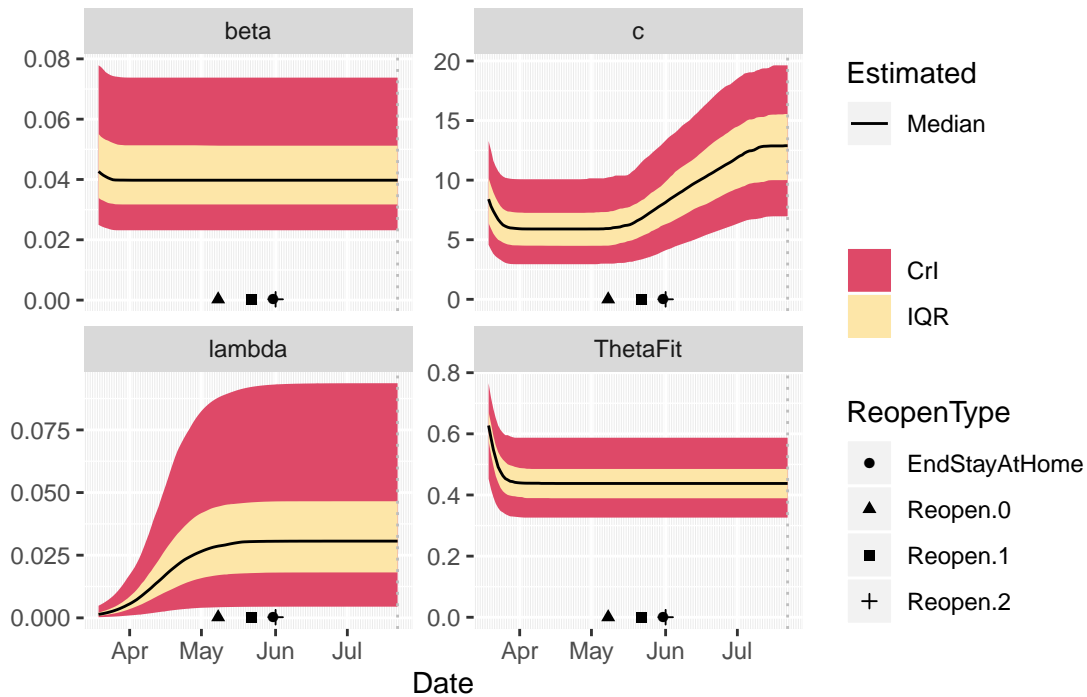 beta
c
0.08
0.06
0.04
0.02
0.00
20
15
10
5
0
lambda
ThetaFit
0.075
0.050
0.025
0.000
0.8
0.6
0.4
0.2
0.0
Apr May Jun Jul
Apr May Jun Jul
Date
Estimated
Median
CrI
IQR
ReopenType
EndStayAtHome
Reopen.0
Reopen.1
Reopen.2